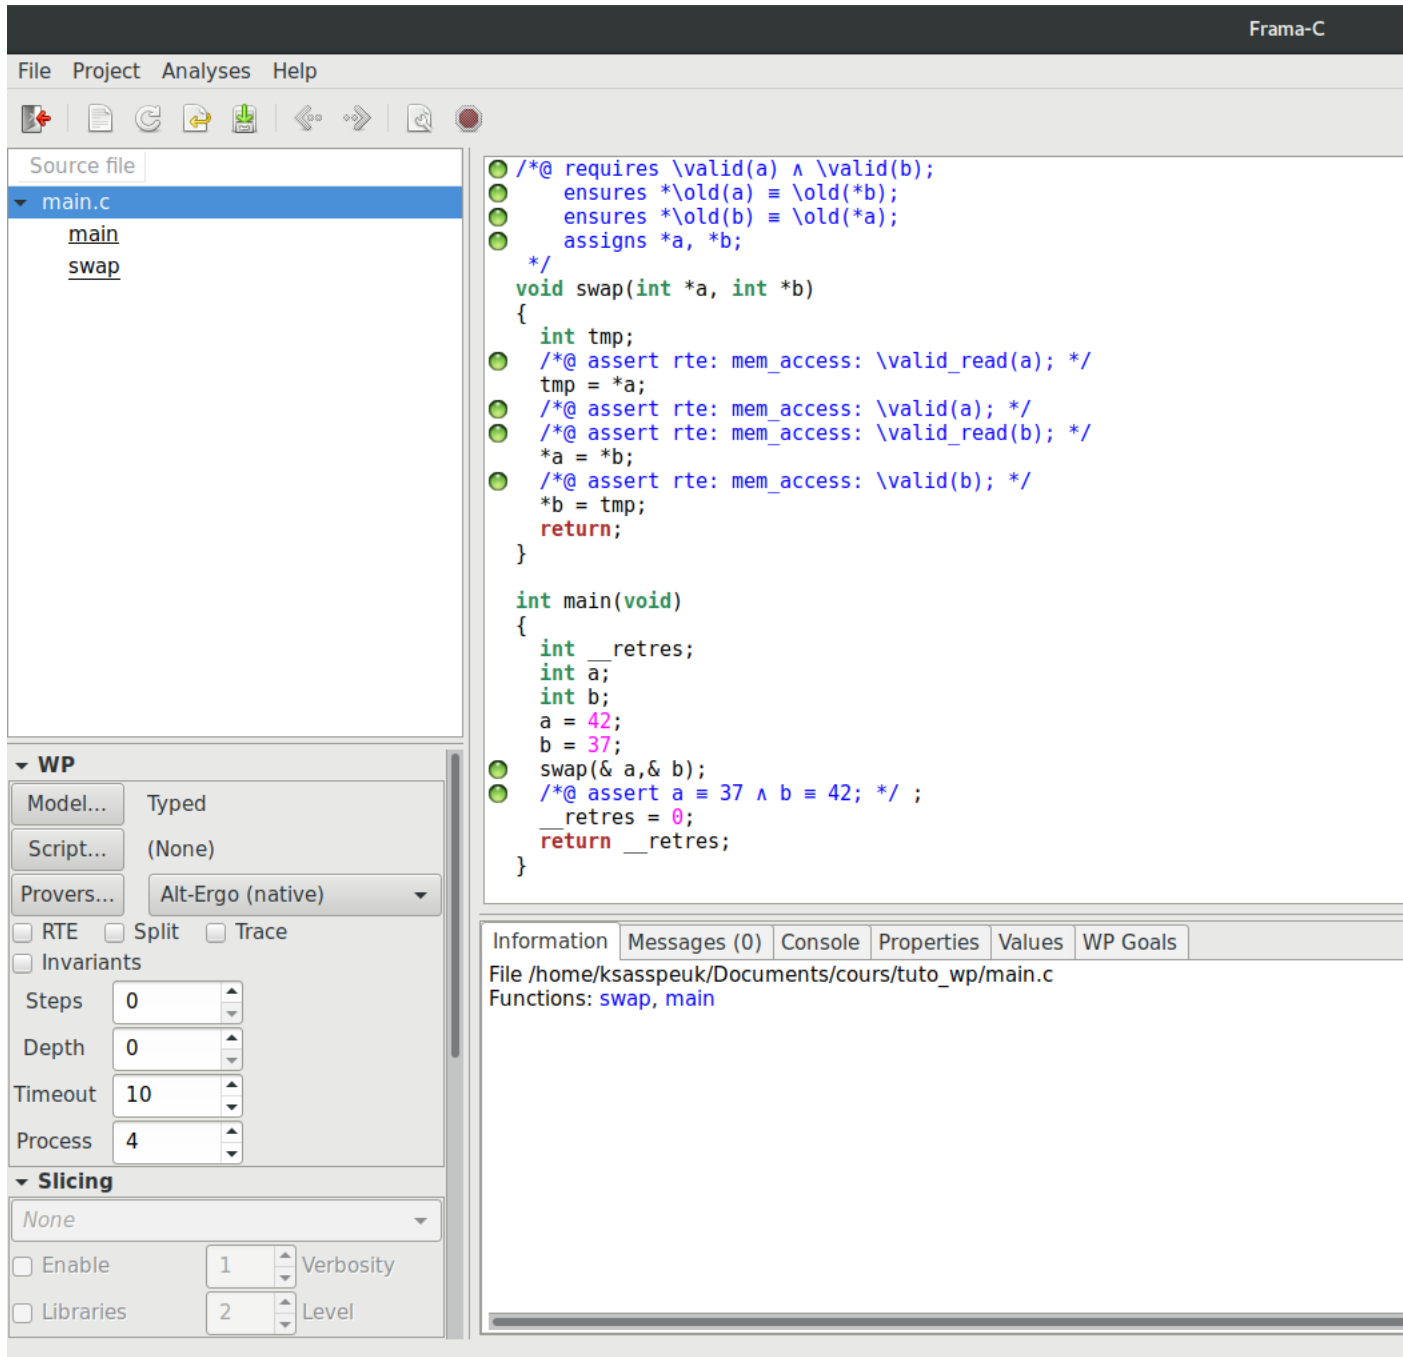 Frama-C
File Project Analyses Help
Source file
main.c
main
swap
/*@ requires \valid(a) ∧ \valid(b);
ensures *\old(a) ≡ \old(*b);
ensures *\old(b) ≡ \old(*a);
assigns *a, *b;
*/
void swap(int *a, int *b)
{
int tmp;
/*@ assert rte: mem_access: \valid_read(a); */
tmp = *a;
/*@ assert rte: mem_access: \valid(a); */
/*@ assert rte: mem_access: \valid_read(b); */
*a = *b;
/*@ assert rte: mem_access: \valid(b); */
*b = tmp;
return;
}
int main(void)
{
int __retres;
int a;
int b;
a = 42;
b = 37;
swap(& a,& b);
/*@ assert a ≡ 37 ∧ b ≡ 42; */ ;
__retres = 0;
return __retres;
}
WP
Model... Typed
Script... (None)
Provers... Alt-Ergo (native)
RTE Split Trace
Invariants
Steps 0
Depth 0
Timeout 10
Process 4
Slicing
None
Enable 1 Verbosity
Libraries 2 Level
Information Messages (0) Console Properties Values WP Goals
File /home/ksasspeuk/Documents/cours/tuto_wp/main.c
Functions: swap, main